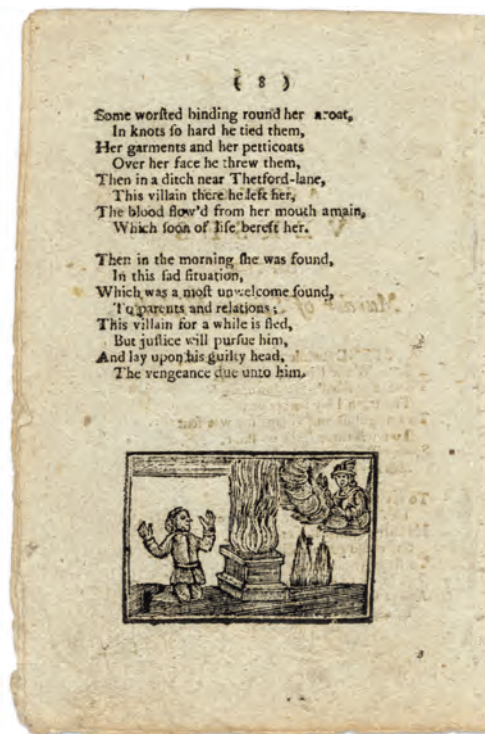 ( 8 )
Some worſted binding round her aroat,
In knots ſo hard he tied them,
Her garments and her petticoats
Over her face he threw them,
Then in a ditch near Thetford-lane,
This villain there he left her,
The blood flow'd from her mouth amain,
Which ſoon of life bereft her.
Then in the morning ſhe was found,
In this ſad ſituation,
Which was a moſt unwelcome ſound,
To parents and relations;
This villain for a while is fled,
But juſtice will purſue him,
And lay upon his guilty head,
The vengeance due unto him.